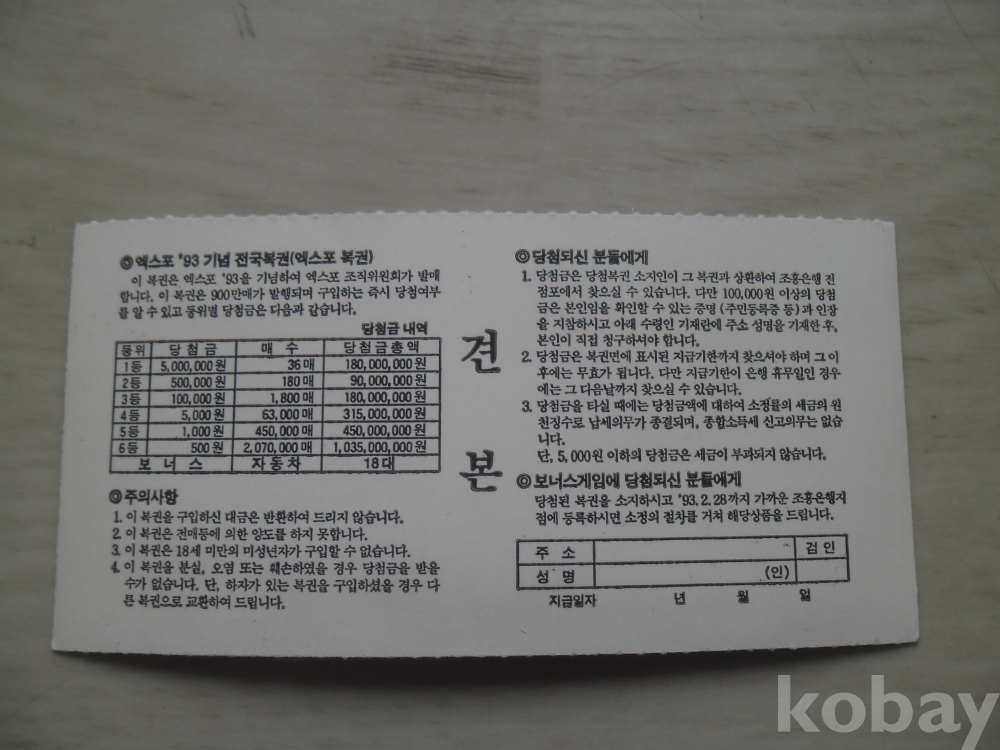 ◎엑스포 '93 기념 전국복권(엑스포 복권)
이 복권은 엑스포 '93을 기념하여 엑스포 조직위원회가 발매
합니다. 이 복권은 900만매가 발행되며 구입하는 즉시 당첨여부
를 알 수 있고 등위별 당첨금은 다음과 같습니다.
당첨금 내역
등위 당첨금 매수 당첨금총액
1등 5,000,000원 36매 180,000,000원
2등 500,000원 180매 90,000,000원
3등 100,000원 1,800매 180,000,000원
4등 5,000원 63,000매 315,000,000원
5등 1,000원 450,000매 450,000,000원
6등 500원 2,070,000매 1,035,000,000원
보너스 자동차 18대
◎주의사항
1. 이 복권을 구입하신 대금은 반환하여 드리지 않습니다.
2. 이 복권은 전매등에 의한 양도를 하지 못합니다.
3. 이 복권은 18세 미만의 미성년자가 구입할 수 없습니다.
4. 이 복권을 분실, 오염 또는 훼손하였을 경우 당첨금을 받을
수가 없습니다. 단, 하자가 있는 복권을 구입하셨을 경우 다
른 복권으로 교환하여 드립니다.
견
본
◎당첨되신 분들에게
1. 당첨금은 당첨복권 소지인이 그 복권과 상환하여 조흥은행 전
점포에서 찾으실 수 있습니다. 다만 100,000원 이상의 당첨
금은 본인임을 확인할 수 있는 증명 (주민등록증 등)과 인장
을 지참하시고 아래 수령인 기재란에 주소 성명을 기재한 후,
본인이 직접 청구하셔야 합니다.
2. 당첨금은 복권면에 표시된 지급기한까지 찾으셔야 하며 그 이
후에는 무효가 됩니다. 다만 지급기한이 은행 휴무일인 경우
에는 그 다음날까지 찾으실 수 있습니다.
3. 당첨금을 타실 때에는 당첨금액에 대하여 소정률의 세금의 원
천징수로 납세의무가 종결되며, 종합소득세 신고의무는 없습
니다.
단, 5,000원 이하의 당첨금은 세금이 부과되지 않습니다.
◎보너스게임에 당첨되신 분들에게
당첨된 복권을 소지하시고 '93.2.28까지 가까운 조흥은행지
점에 등록하시면 소정의 절차를 거쳐 해당상품을 드립니다.
주소 검인
성명 (인)
지급일자 년 월 일
kobay